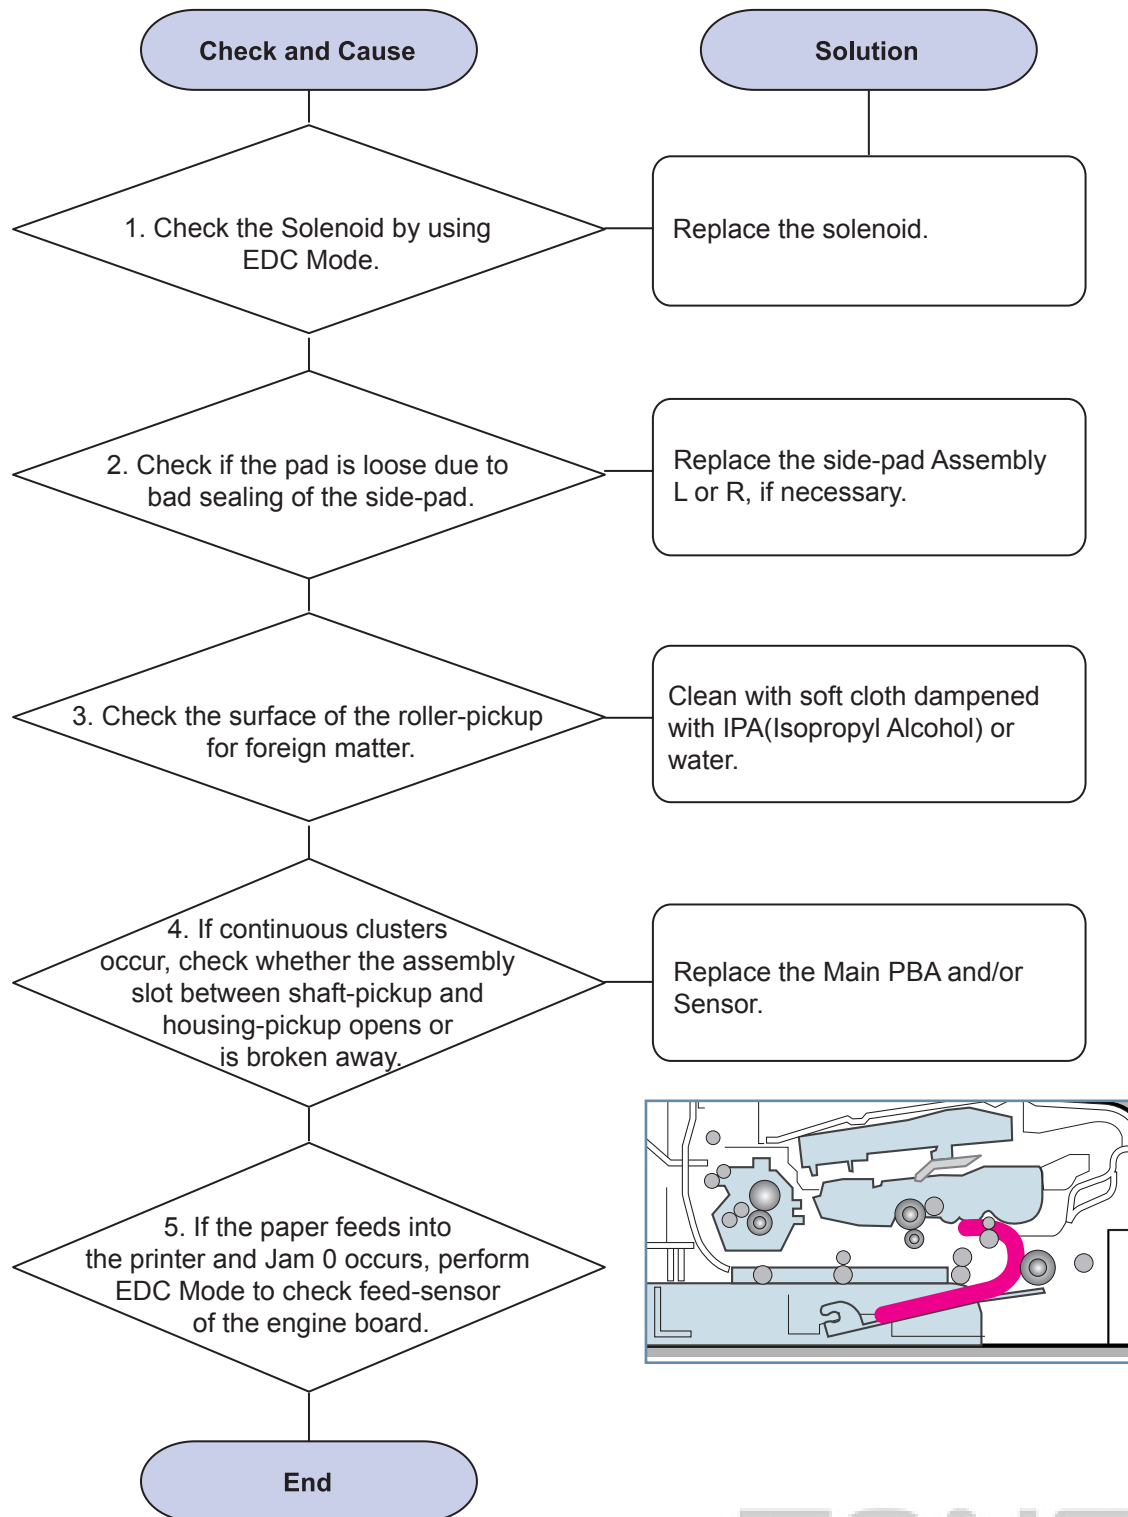 Check and Cause
Solution
1. Check the Solenoid by using
EDC Mode.
Replace the solenoid.
2. Check if the pad is loose due to
bad sealing of the side-pad.
Replace the side-pad Assembly
L or R, if necessary.
3. Check the surface of the roller-pickup
for foreign matter.
Clean with soft cloth dampened
with IPA(Isopropyl Alcohol) or
water.
4. If continuous clusters
occur, check whether the assembly
slot between shaft-pickup and
housing-pickup opens or
is broken away.
Replace the Main PBA and/or
Sensor.
5. If the paper feeds into
the printer and Jam 0 occurs, perform
EDC Mode to check feed-sensor
of the engine board.
End